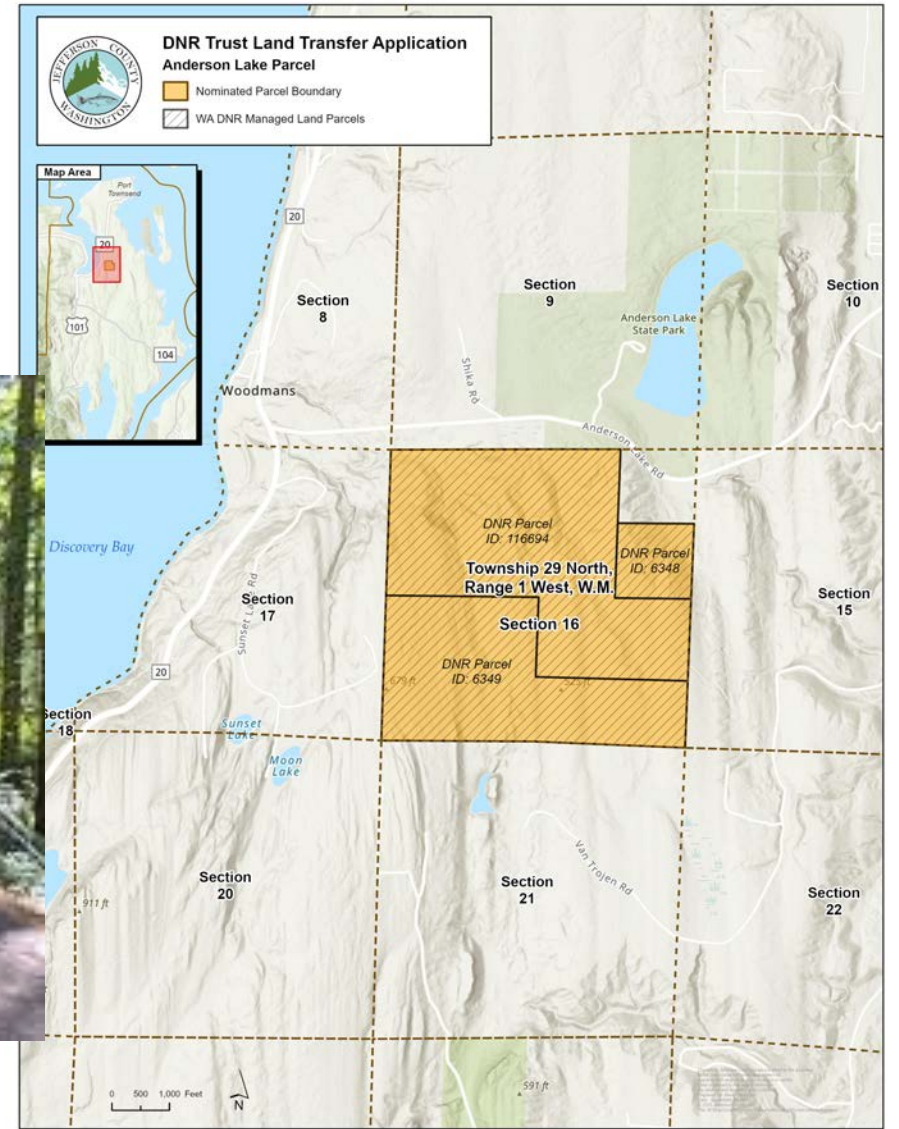 DNR Trust Land Transfer Application
Anderson Lake Parcel
Nominated Parcel Boundary
WA DNR Managed Land Parcels
JEFFERSON COUNTY
WASHINGTON
Map Area
Port
Townsend
20
101
104
20
Section
8
Section
9
Section
10
Anderson Lake
State Park
Shika Rd
Woodmans
Anderson Lake Rd
Discovery Bay
DNR Parcel
ID: 116694
DNR Parcel
ID: 6348
Township 29 North,
Range 1 West, W.M.
Section 16
Section
15
Section
17
Sunset Lake Rd
DNR Parcel
ID: 6349
679 ft
525 ft
20
Section
18
Sunset
Lake
Moon
Lake
Section
20
911 ft
Section
21
Van Trojen Rd
Section
22
591 ft
0 500 1,000 Feet
N